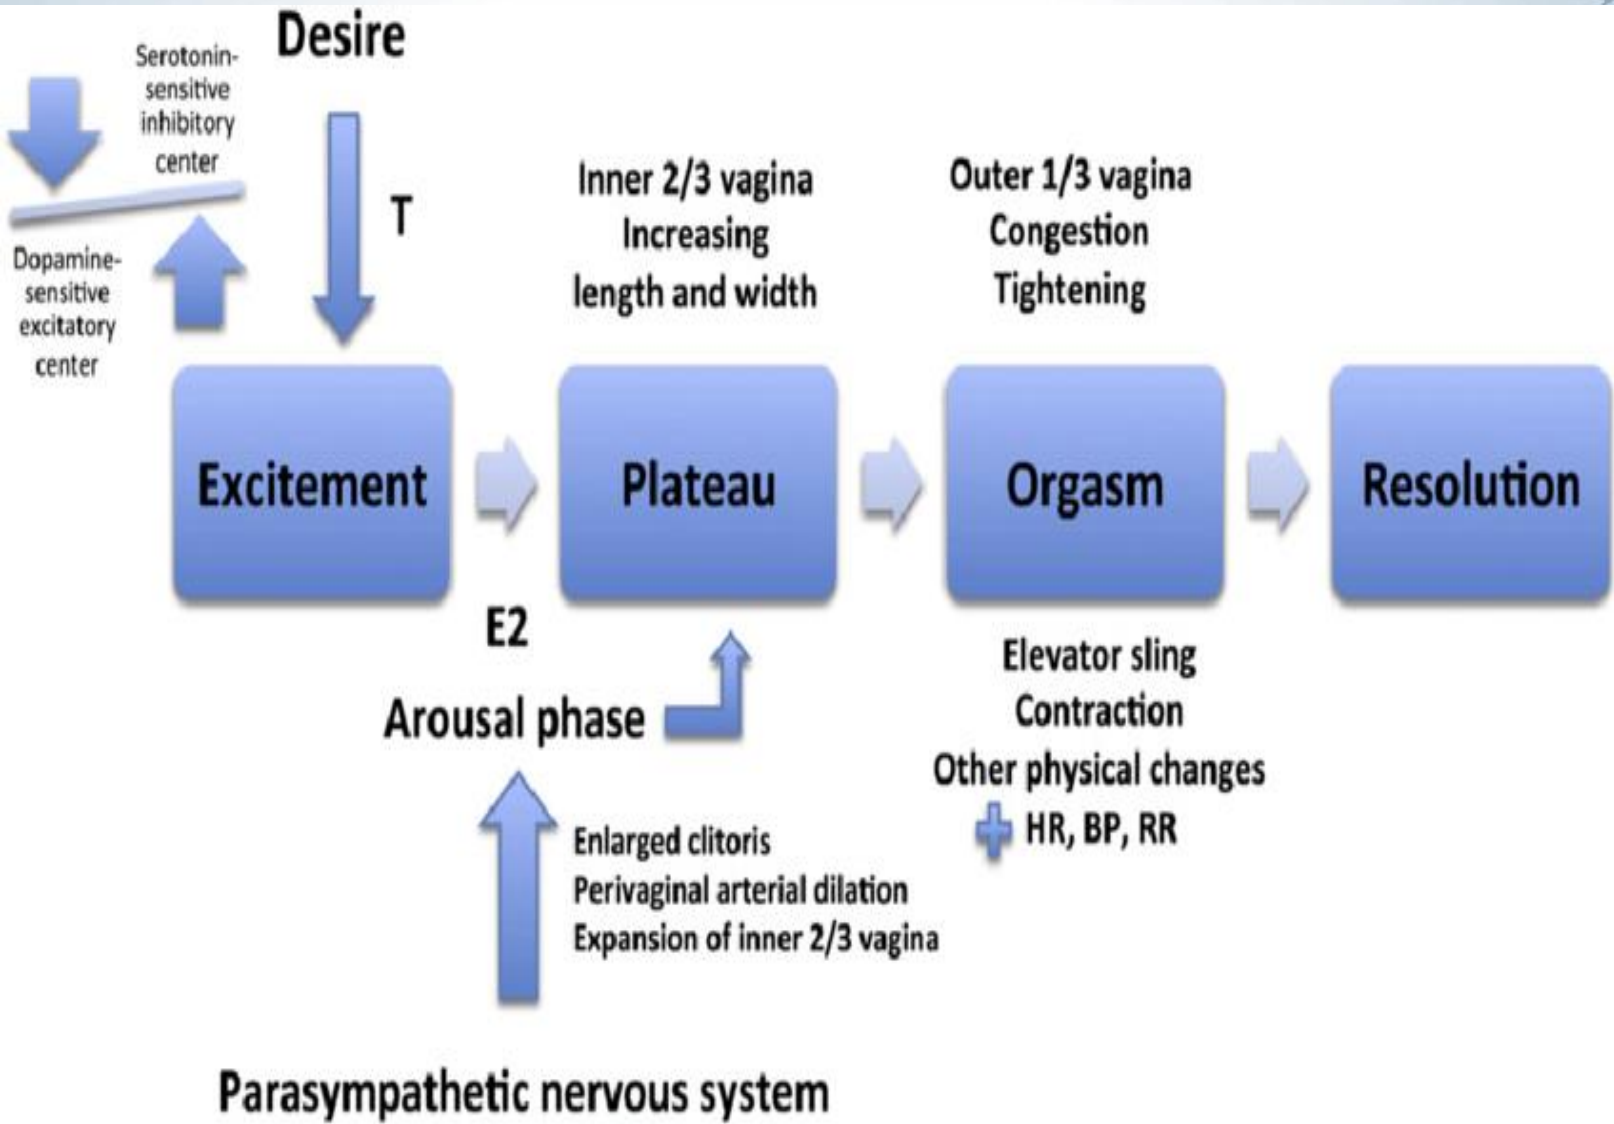 Desire
Serotonin-
sensitive
inhibitory
center
T
Dopamine-
sensitive
excitatory
center
Inner 2/3 vagina
Increasing
length and width
Outer 1/3 vagina
Congestion
Tightening
Excitement
Plateau
Orgasm
Resolution
E2
Arousal phase
Elevator sling
Contraction
Other physical changes
HR, BP, RR
Enlarged clitoris
Perivaginal arterial dilation
Expansion of inner 2/3 vagina
Parasympathetic nervous system